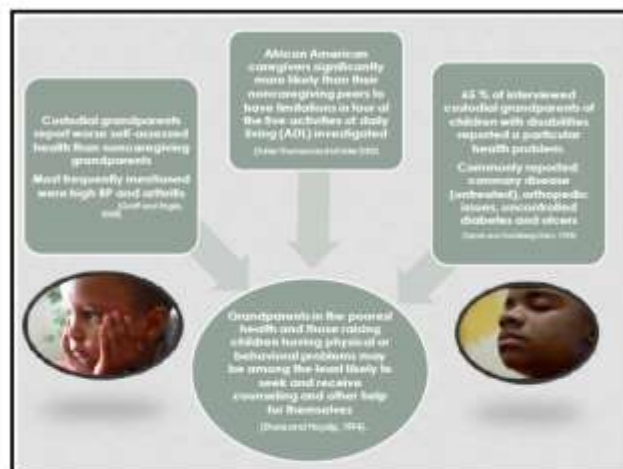 Custodial grandparents
report worse self-assessed
health than noncaregiving
grandparents
Most frequently mentioned
were high BP and arthritis
African American
caregivers significantly
more likely than their
noncaregiving peers to
have limitations in four of
the five activities of daily
living (ADL) investigated
65 % of interviewed
custodial grandparents of
children with disabilities
reported a particular
health problem
Commonly reported
coronary disease
(untreated), orthopedic
issues, uncontrolled
diabetes and ulcers
Grandparents in the poorest
health and those raising
children having physical or
behavioral problems may
be among the least likely to
seek and receive
counseling and other help
for themselves
(Shore and Hayslip, 1994).